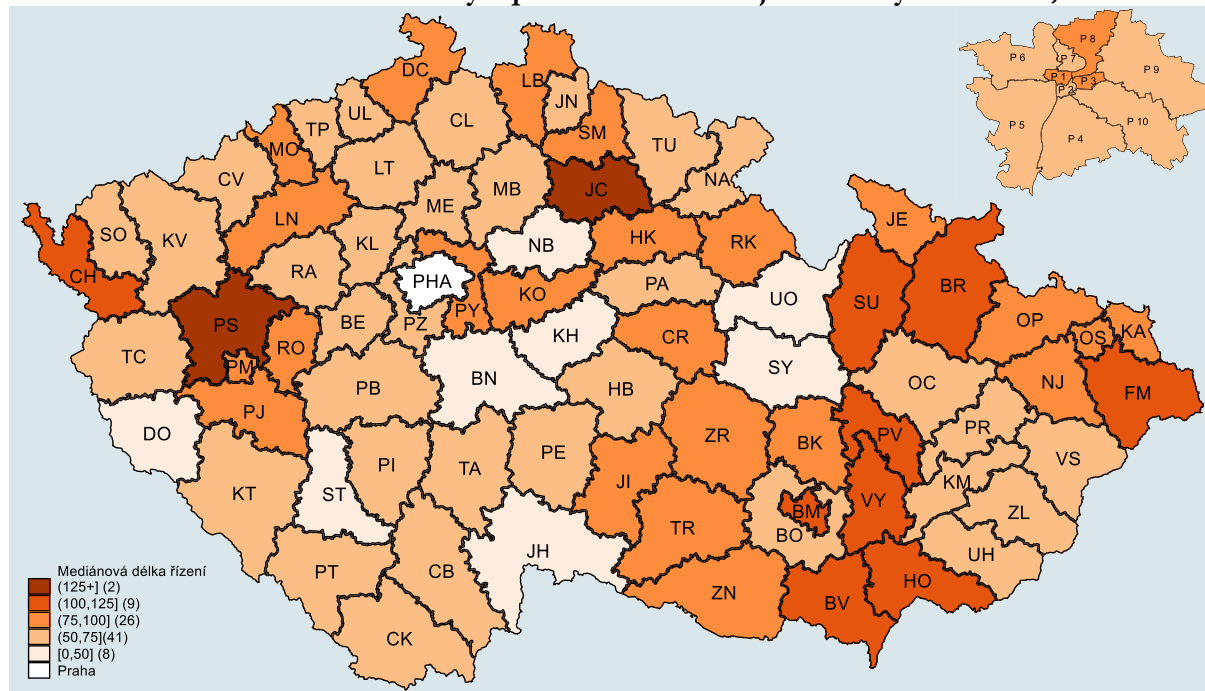 DC
LB
JN
UL
TP
CL
SM
TU
MO
LT
CV
MB
JC
NA
ME
LN
SO
KV
KL
NB
HK
RK
JE
CH
RA
PHA
KO
PA
UO
SU
BR
PS
BE
PZ
PY
KH
CR
OP
OS
KA
TC
RO
PM
PB
BN
HB
SY
OC
NJ
FM
DO
PJ
ZR
BK
PV
PR
VS
KT
ST
PI
TA
PE
JI
TR
BM
BO
VY
KM
ZL
UH
JH
PT
CB
ZN
BV
HO
CK
P 8
P 6
P 7
P 9
P 1
P 3
P 2
P 5
P 4
P 10
Mediánová délka řízení
(125+] (2)
(100,125] (9)
(75,100] (26)
(50,75](41)
[0,50] (8)
Praha